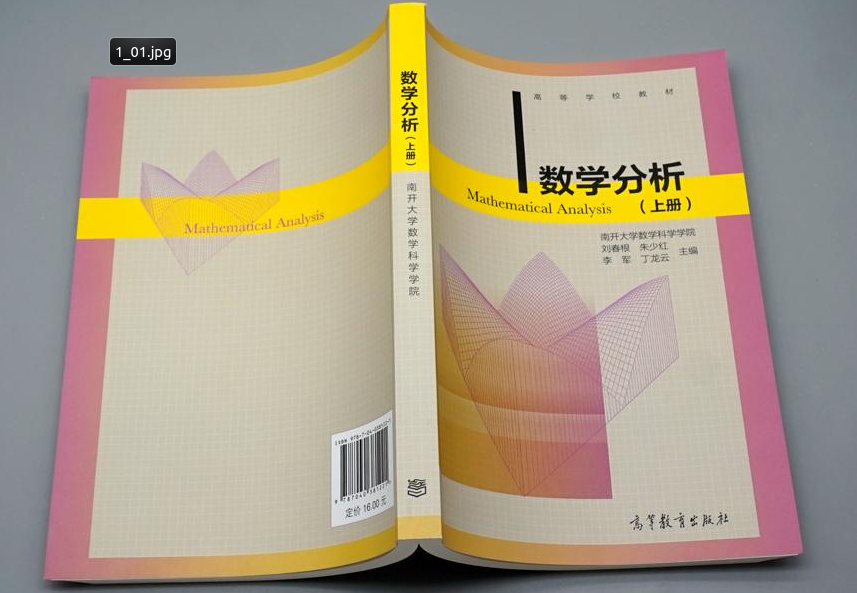 1_01.jpg
Mathematical Analysis
定价 16.00 元
数学分析(上册)
南开大学数学科学学院
高等学校教材
数学分析
Mathematical Analysis
(上册)
南开大学数学科学学院
刘春根 朱少红
李 军 丁龙云 主编
高等教育出版社